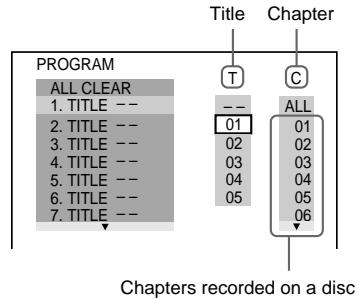 Title Chapter
PROGRAM
T C
ALL CLEAR
1. TITLE – – – – ALL
2. TITLE – – 01 01
3. TITLE – – 02 02
4. TITLE – – 03 03
5. TITLE – – 04 04
6. TITLE – – 05 05
7. TITLE – – 06
Chapters recorded on a disc